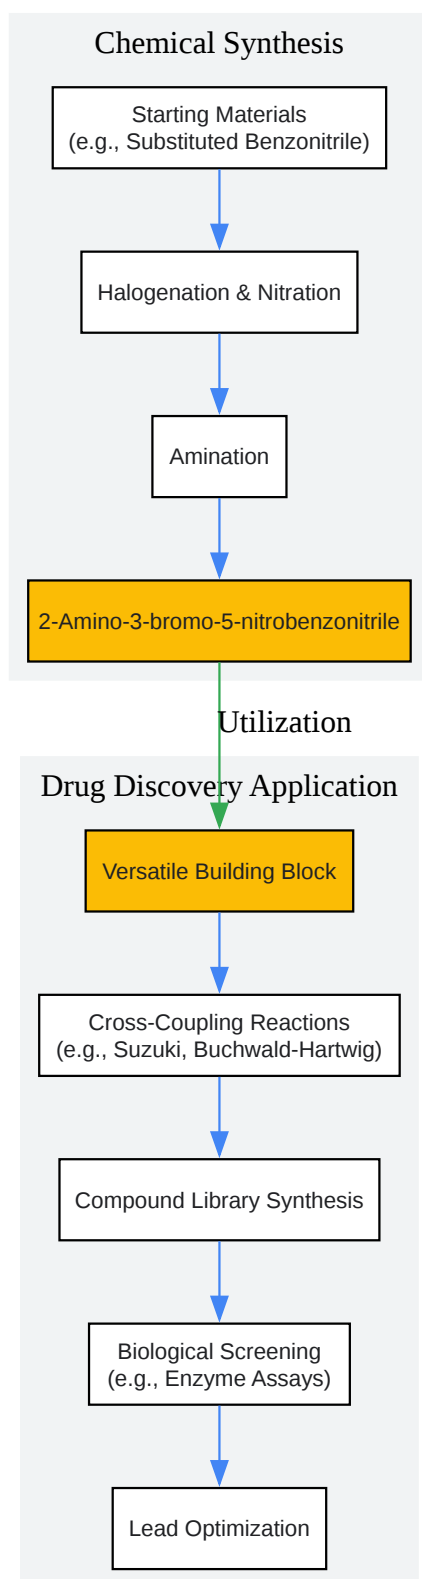 Chemical Synthesis
Starting Materials
(e.g., Substituted Benzonitrile)
Halogenation & Nitration
Amination
2-Amino-3-bromo-5-nitrobenzonitrile
Utilization
Drug Discovery Application
Versatile Building Block
Cross-Coupling Reactions
(e.g., Suzuki, Buchwald-Hartwig)
Compound Library Synthesis
Biological Screening
(e.g., Enzyme Assays)
Lead Optimization